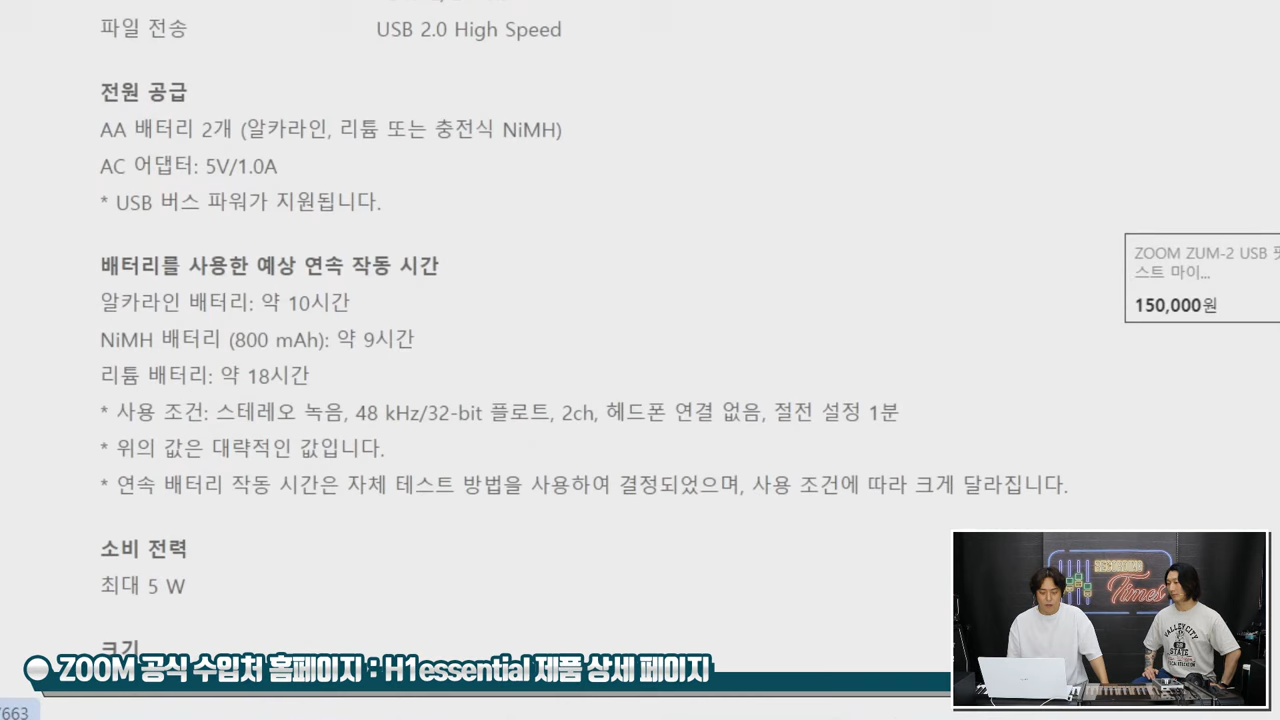 파일 전송 USB 2.0 High Speed
전원 공급
AA 배터리 2개 (알카라인, 리튬 또는 충전식 NiMH)
AC 어댑터: 5V/1.0A
* USB 버스 파워가 지원됩니다.
배터리를 사용한 예상 연속 작동 시간
알카라인 배터리: 약 10시간
NiMH 배터리 (800 mAh): 약 9시간
리튬 배터리: 약 18시간
* 사용 조건: 스테레오 녹음, 48 kHz/32-bit 플로트, 2ch, 헤드폰 연결 없음, 절전 설정 1분
* 위의 값은 대략적인 값입니다.
* 연속 배터리 작동 시간은 자체 테스트 방법을 사용하여 결정되었으며, 사용 조건에 따라 크게 달라집니다.
소비 전력
최대 5 W
크기
ZOOM ZUM-2 USB 팟
스트 마이...
150,000원
RECORDING
Times
VALLEY CITY
STATE
ZOOM 공식 수입처 홈페이지 : H1essential 제품 상세 페이지
/663